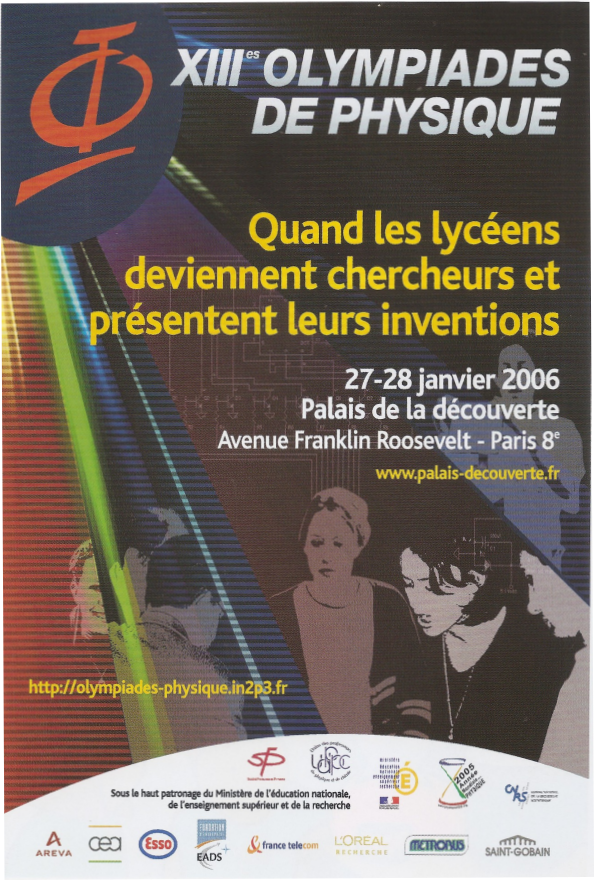 XIIIes OLYMPIADES
DE PHYSIQUE
Quand les lycéens
deviennent chercheurs et
présentent leurs inventions
27-28 janvier 2006
Palais de la découverte
Avenue Franklin Roosevelt - Paris 8e
www.palais-decouverte.fr
http://olympiades-physique.in2p3.fr
Sous le haut patronage du Ministère de l'éducation nationale,
de l'enseignement supérieur et de la recherche
2005
AREVA
cea
Esso
EADS
france telecom
L'ORÉAL
RECHERCHE
METROBUS
SAINT-GOBAIN